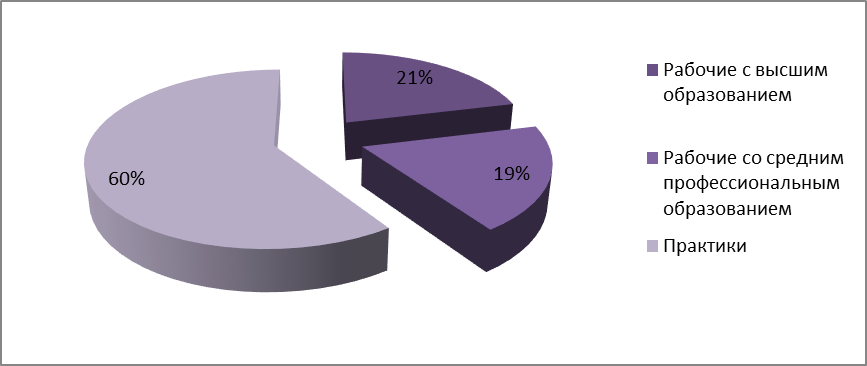 21%
19%
60%
Рабочие с высшим
образованием
Рабочие со средним
профессиональным
образованием
Практики